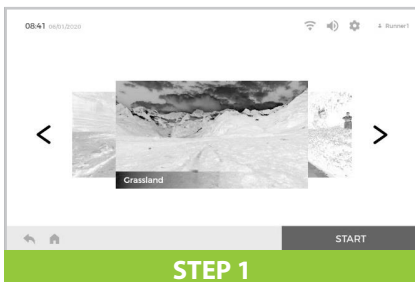 08:41 06/01/2020
Runner1
Grassland
START
STEP 1